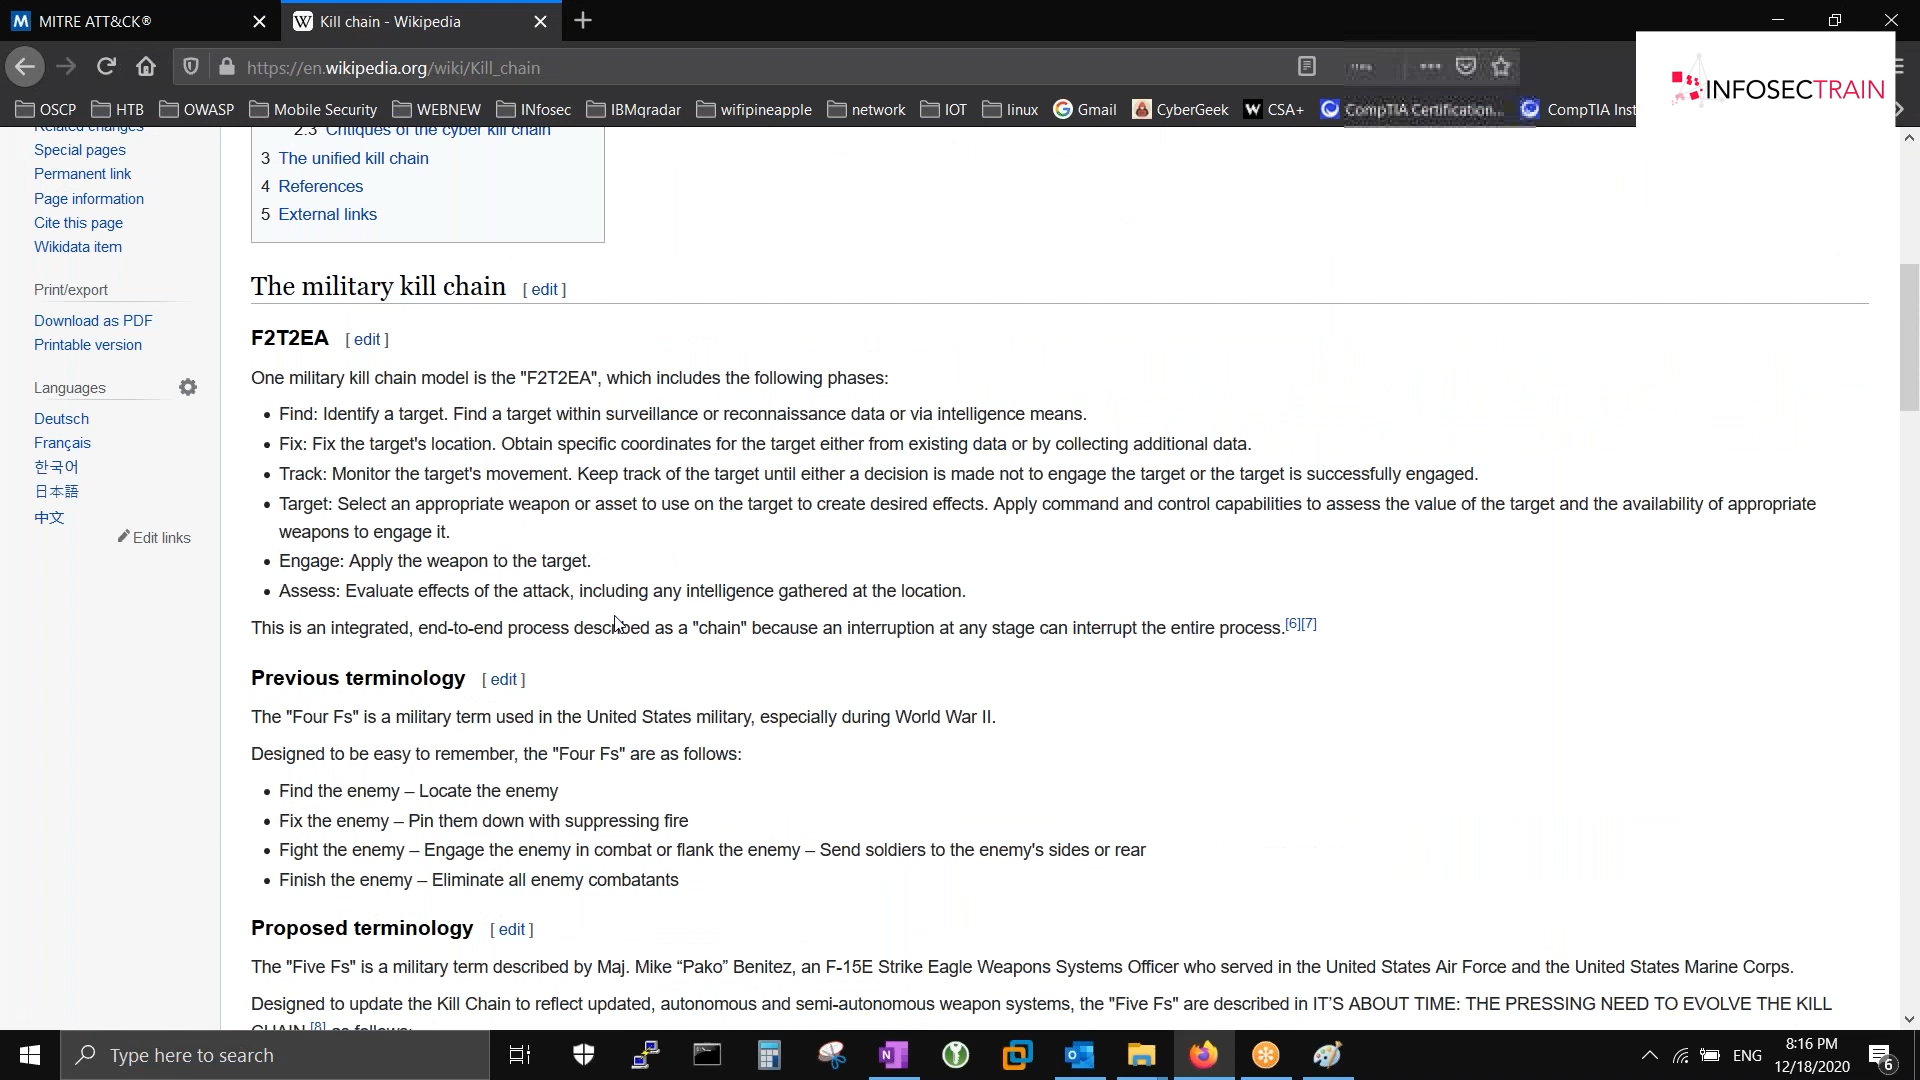 MITRE ATT&CK®
Kill chain - Wikipedia
https://en.wikipedia.org/wiki/Kill_chain
INFOSECTRAIN
OSCP HTB OWASP Mobile Security WEBNEW INfosec IBMqradar wifipineapple network IOT linux Gmail CyberGeek CSA+ CompTIA Certification... CompTIA Inst
Related changes
Special pages
Permanent link
Page information
Cite this page
Wikidata item
Print/export
Download as PDF
Printable version
Languages
Deutsch
Français
한국어
日本語
中文
Edit links
2.3 Critiques of the cyber kill chain
3 The unified kill chain
4 References
5 External links
The military kill chain [ edit ]
F2T2EA [ edit ]
One military kill chain model is the "F2T2EA", which includes the following phases:
• Find: Identify a target. Find a target within surveillance or reconnaissance data or via intelligence means.
• Fix: Fix the target's location. Obtain specific coordinates for the target either from existing data or by collecting additional data.
• Track: Monitor the target's movement. Keep track of the target until either a decision is made not to engage the target or the target is successfully engaged.
• Target: Select an appropriate weapon or asset to use on the target to create desired effects. Apply command and control capabilities to assess the value of the target and the availability of appropriate
weapons to engage it.
• Engage: Apply the weapon to the target.
• Assess: Evaluate effects of the attack, including any intelligence gathered at the location.
This is an integrated, end-to-end process described as a "chain" because an interruption at any stage can interrupt the entire process.[6][7]
Previous terminology [ edit ]
The "Four Fs" is a military term used in the United States military, especially during World War II.
Designed to be easy to remember, the "Four Fs" are as follows:
• Find the enemy – Locate the enemy
• Fix the enemy – Pin them down with suppressing fire
• Fight the enemy – Engage the enemy in combat or flank the enemy – Send soldiers to the enemy's sides or rear
• Finish the enemy – Eliminate all enemy combatants
Proposed terminology [ edit ]
The "Five Fs" is a military term described by Maj. Mike “Pako” Benitez, an F-15E Strike Eagle Weapons Systems Officer who served in the United States Air Force and the United States Marine Corps.
Designed to update the Kill Chain to reflect updated, autonomous and semi-autonomous weapon systems, the "Five Fs" are described in IT'S ABOUT TIME: THE PRESSING NEED TO EVOLVE THE KILL
CHAIN [8] as follows:
Type here to search
ENG
8:16 PM
12/18/2020
6